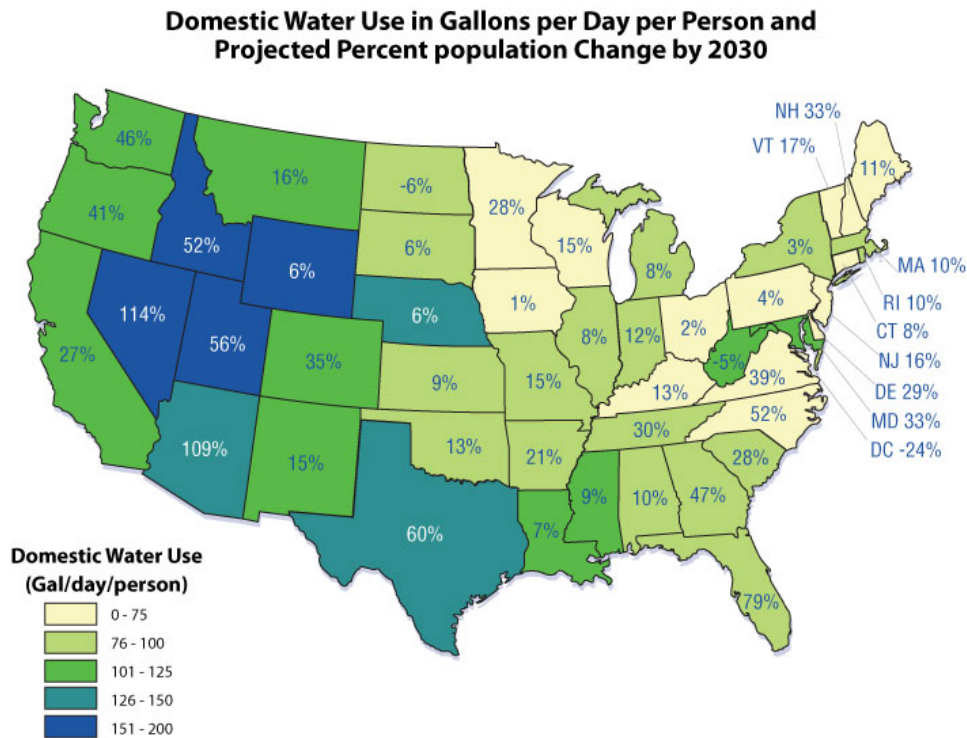 Domestic Water Use in Gallons per Day per Person and
Projected Percent population Change by 2030
NH 33%
VT 17%
46%
16%
-6%
28%
11%
41%
52%
6%
6%
15%
8%
3%
MA 10%
RI 10%
CT 8%
NJ 16%
DE 29%
MD 33%
DC -24%
114%
56%
6%
1%
8%
12%
2%
4%
27%
35%
9%
15%
13%
-5%
39%
109%
15%
13%
21%
30%
52%
60%
7%
9%
10%
47%
28%
79%
Domestic Water Use
(Gal/day/person)
0 - 75
76 - 100
101 - 125
126 - 150
151 - 200